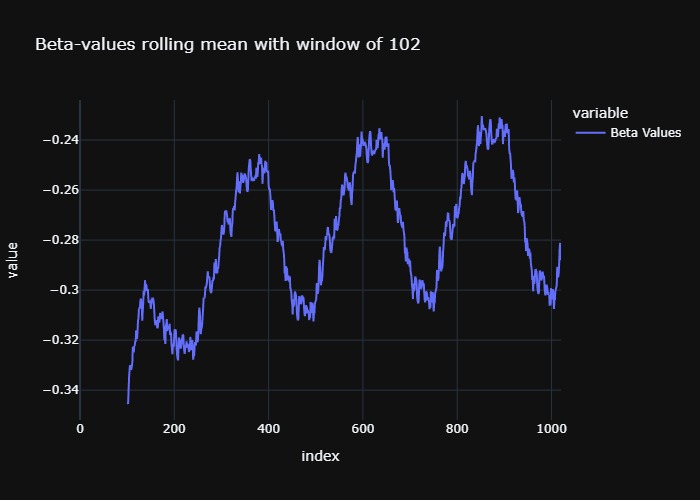 Beta-values rolling mean with window of 102
variable
Beta Values
−0.24
−0.26
−0.28
−0.3
−0.32
−0.34
value
0 200 400 600 800 1000
index